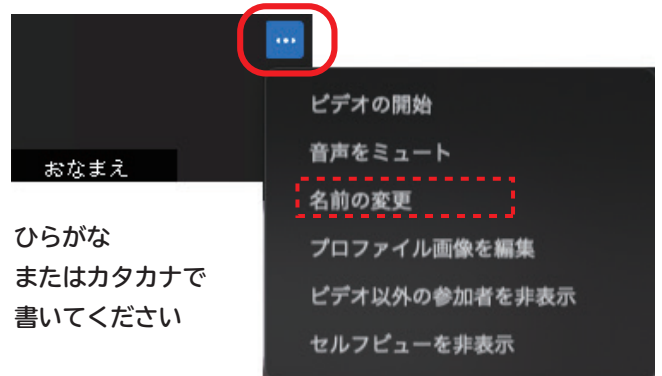 …
ビデオの開始
音声をミュート
おなまえ
名前の変更
プロファイル画像を編集
ビデオ以外の参加者を非表示
セルフビューを非表示
ひらがな
またはカタカナで
書いてください